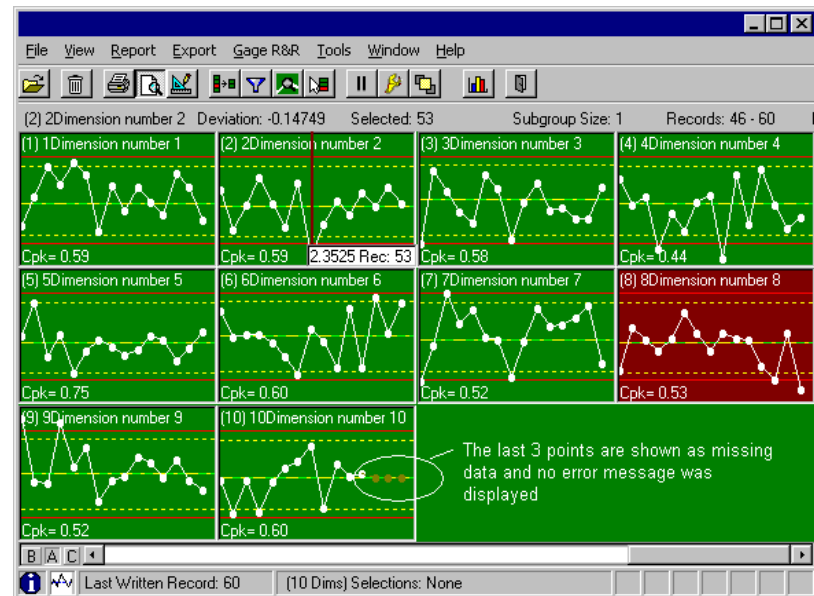 File View Report Export Gage R&R Tools Window Help
(2) 2Dimension number 2 Deviation: -0.14749 Selected: 53 Subgroup Size: 1 Records: 46 - 60
(1) 1Dimension number 1
Cpk= 0.59
(2) 2Dimension number 2
Cpk= 0.59
2.3525 Rec: 53
(3) 3Dimension number 3
Cpk= 0.58
(4) 4Dimension number 4
Cpk= 0.44
(5) 5Dimension number 5
Cpk= 0.75
(6) 6Dimension number 6
Cpk= 0.60
(7) 7Dimension number 7
Cpk= 0.52
(8) 8Dimension number 8
Cpk= 0.53
(9) 9Dimension number 9
Cpk= 0.52
(10) 10Dimension number 10
Cpk= 0.60
The last 3 points are shown as missing
data and no error message was
displayed
B A C
Last Written Record: 60 (10 Dims) Selections: None